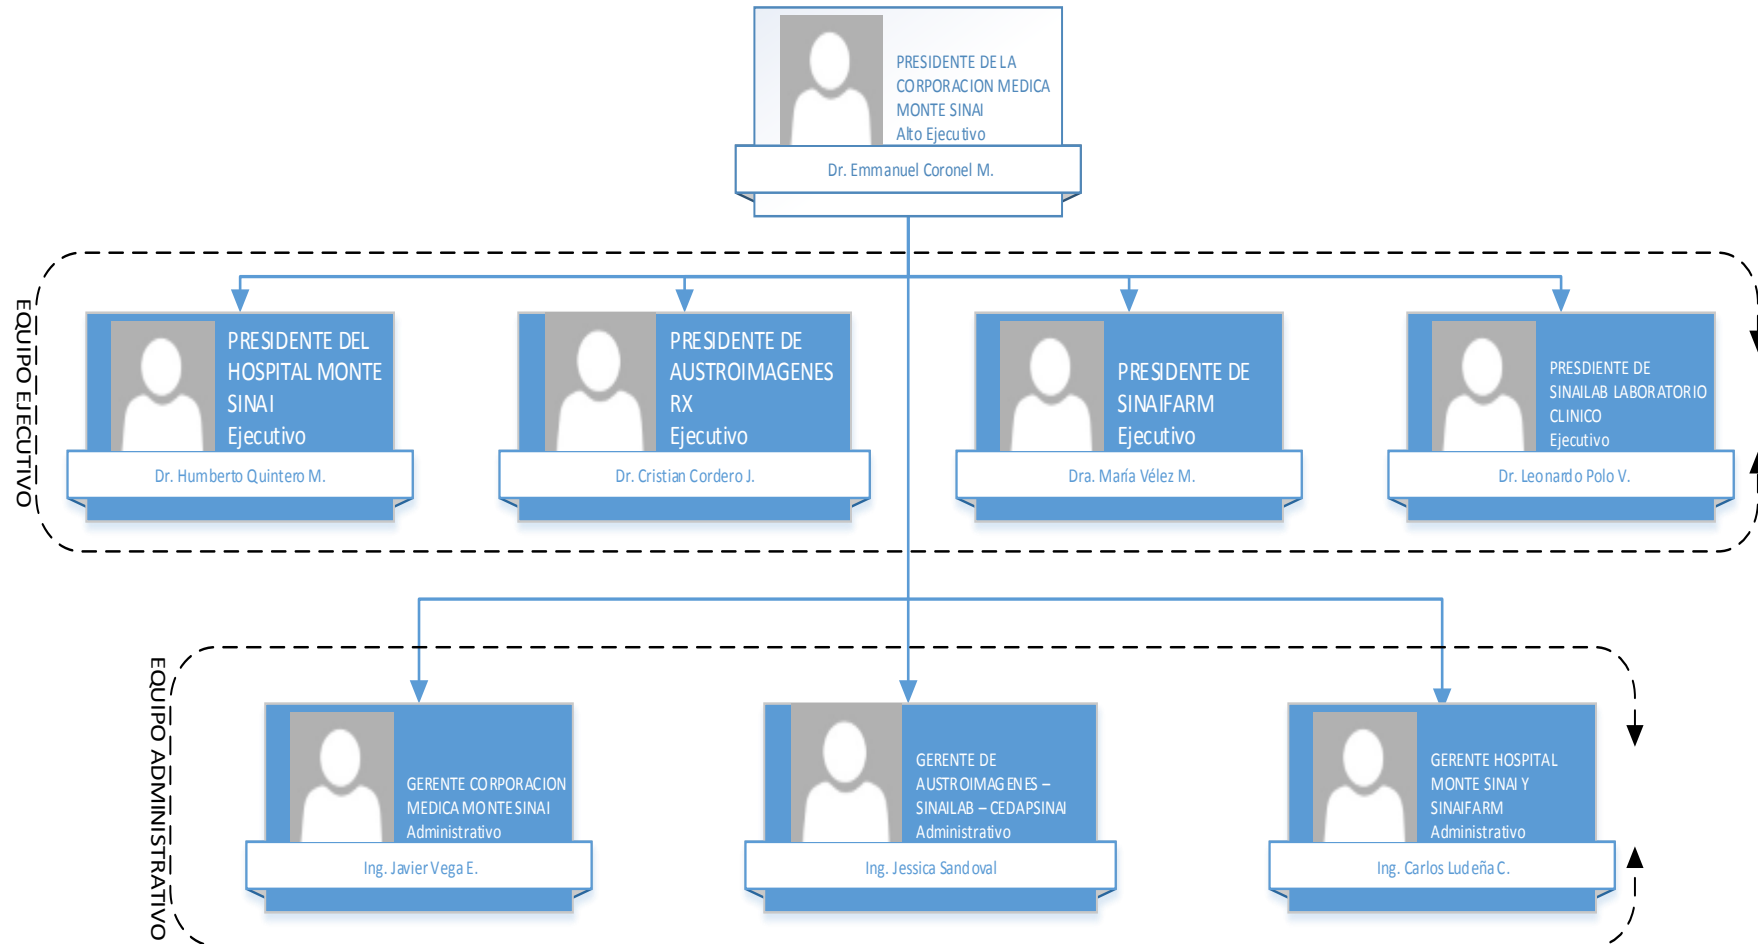 PRESIDENTE DE LA
CORPORACION MEDICA
MONTE SINAI
Alto Ejecutivo
Dr. Emmanuel Coronel M.
EQUIPO EJECUTIVO
PRESIDENTE DEL
HOSPITAL MONTE
SINAI
Ejecutivo
Dr. Humberto Quintero M.
PRESIDENTE DE
AUSTROIMAGENES
RX
Ejecutivo
Dr. Cristian Cordero J.
PRESIDENTE DE
SINAIFARM
Ejecutivo
Dra. María Vélez M.
PRESDIENTE DE
SINAILAB LABORATORIO
CLINICO
Ejecutivo
Dr. Leonardo Polo V.
EQUIPO ADMINISTRATIVO
GERENTE CORPORACION
MEDICA MONTE SINAI
Administrativo
Ing. Javier Vega E.
GERENTE DE
AUSTROIMAGENES –
SINAILAB – CEDAPSINAI
Administrativo
Ing. Jessica Sandoval
GERENTE HOSPITAL
MONTE SINAI Y
SINAIFARM
Administrativo
Ing. Carlos Ludeña C.